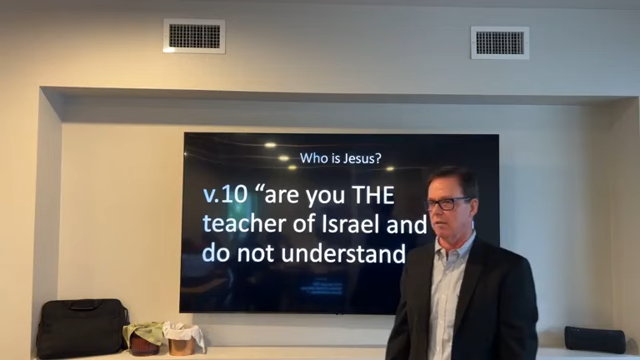 Who is Jesus?
v.10 “are you THE
teacher of Israel and
do not understand